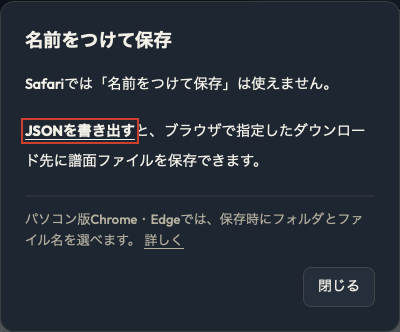 名前をつけて保存
Safariでは「名前をつけて保存」は使えません。
JSONを書き出すと、ブラウザで指定したダウンロー
ド先に譜面ファイルを保存できます。
パソコン版Chrome・Edgeでは、保存時にフォルダとファ
イル名を選べます。 詳しく
閉じる